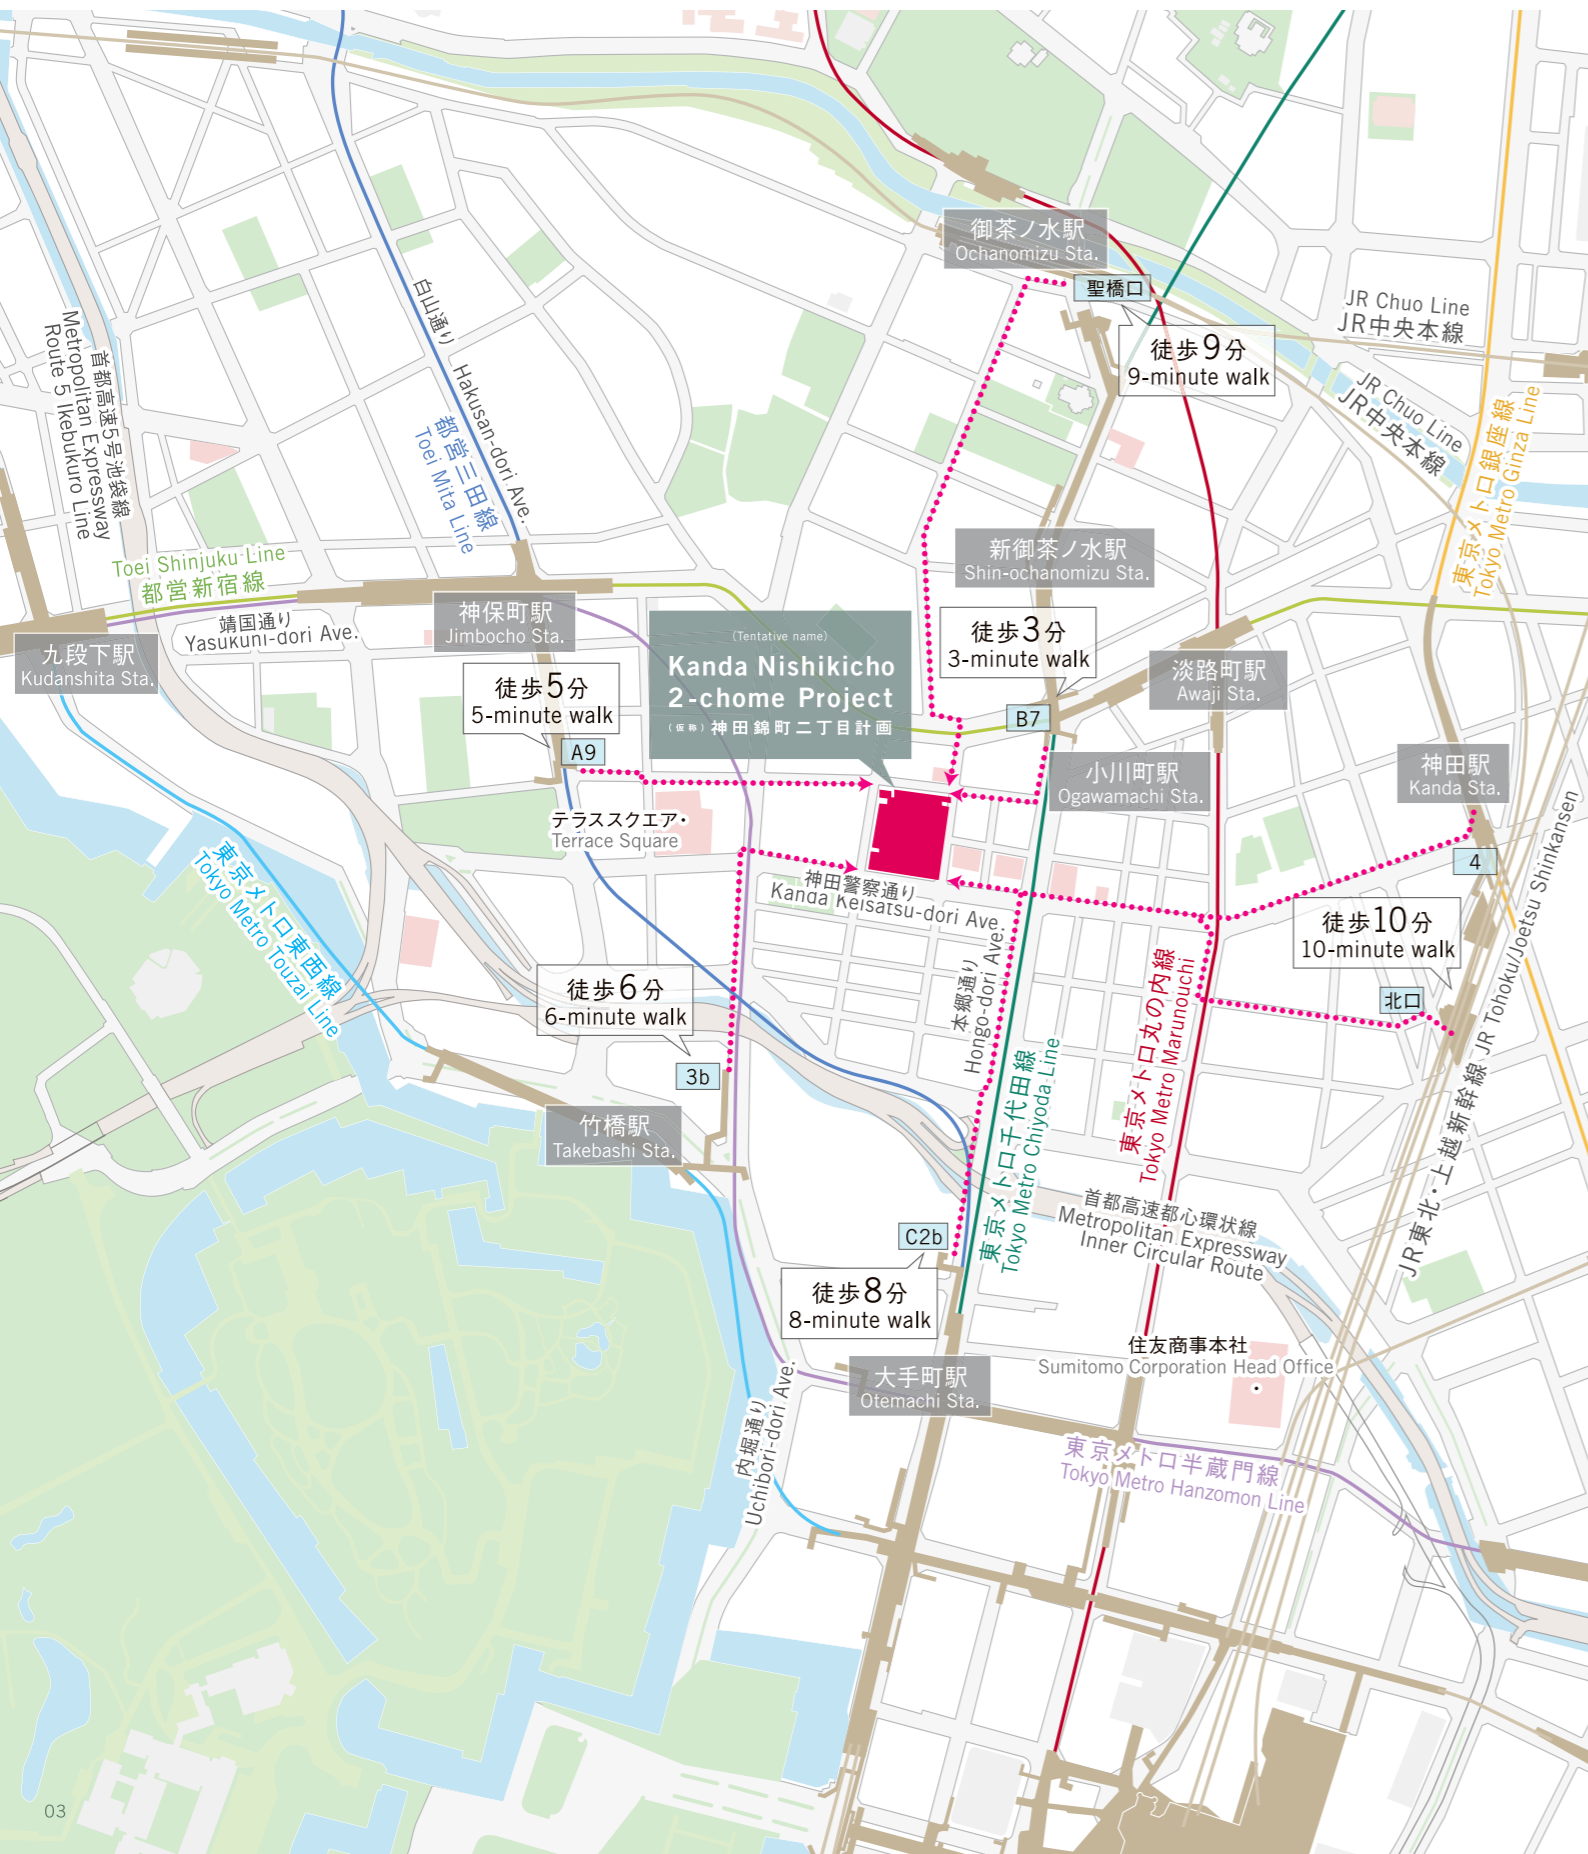 御茶ノ水駅
Ochanomizu Sta.
聖橋口
徒歩9分
9-minute walk
JR Chuo Line
JR中央本線
JR Chuo Line
JR中央本線
東京メトロ銀座線
Tokyo Metro Ginza Line
白山通り
Hakusan-dori Ave.
都営三田線
Toei Mita Line
首都高速5号池袋線
Metropolitan Expressway
Route 5 Ikebukuro Line
Toei Shinjuku Line
都営新宿線
靖国通り
Yasukuni-dori Ave.
九段下駅
Kudanshita Sta.
神保町駅
Jimbocho Sta.
新御茶ノ水駅
Shin-ochanomizu Sta.
徒歩3分
3-minute walk
淡路町駅
Awaji Sta.
B7
小川町駅
Ogawamachi Sta.
神田駅
Kanda Sta.
4
徒歩5分
5-minute walk
A9
(Tentative name)
Kanda Nishikicho
2-chome Project
(仮称)神田錦町二丁目計画
テラススクエア・
Terrace Square
神田警察通り
Kanda Keisatsu-dori Ave.
東京メトロ東西線
Tokyo Metro Touzai Line
徒歩10分
10-minute walk
北口
徒歩6分
6-minute walk
3b
竹橋駅
Takebashi Sta.
本郷通り
Hongo-dori Ave.
東京メトロ千代田線
Tokyo Metro Chiyoda Line
東京メトロ丸の内線
Tokyo Metro Marunouchi
JR東北・上越新幹線 JR Tohoku/Joetsu Shinkansen
首都高速都心環状線
Metropolitan Expressway
Inner Circular Route
C2b
徒歩8分
8-minute walk
大手町駅
Otemachi Sta.
住友商事本社
Sumitomo Corporation Head Office
内堀通り
Uchibori-dori Ave.
東京メトロ半蔵門線
Tokyo Metro Hanzomon Line
03